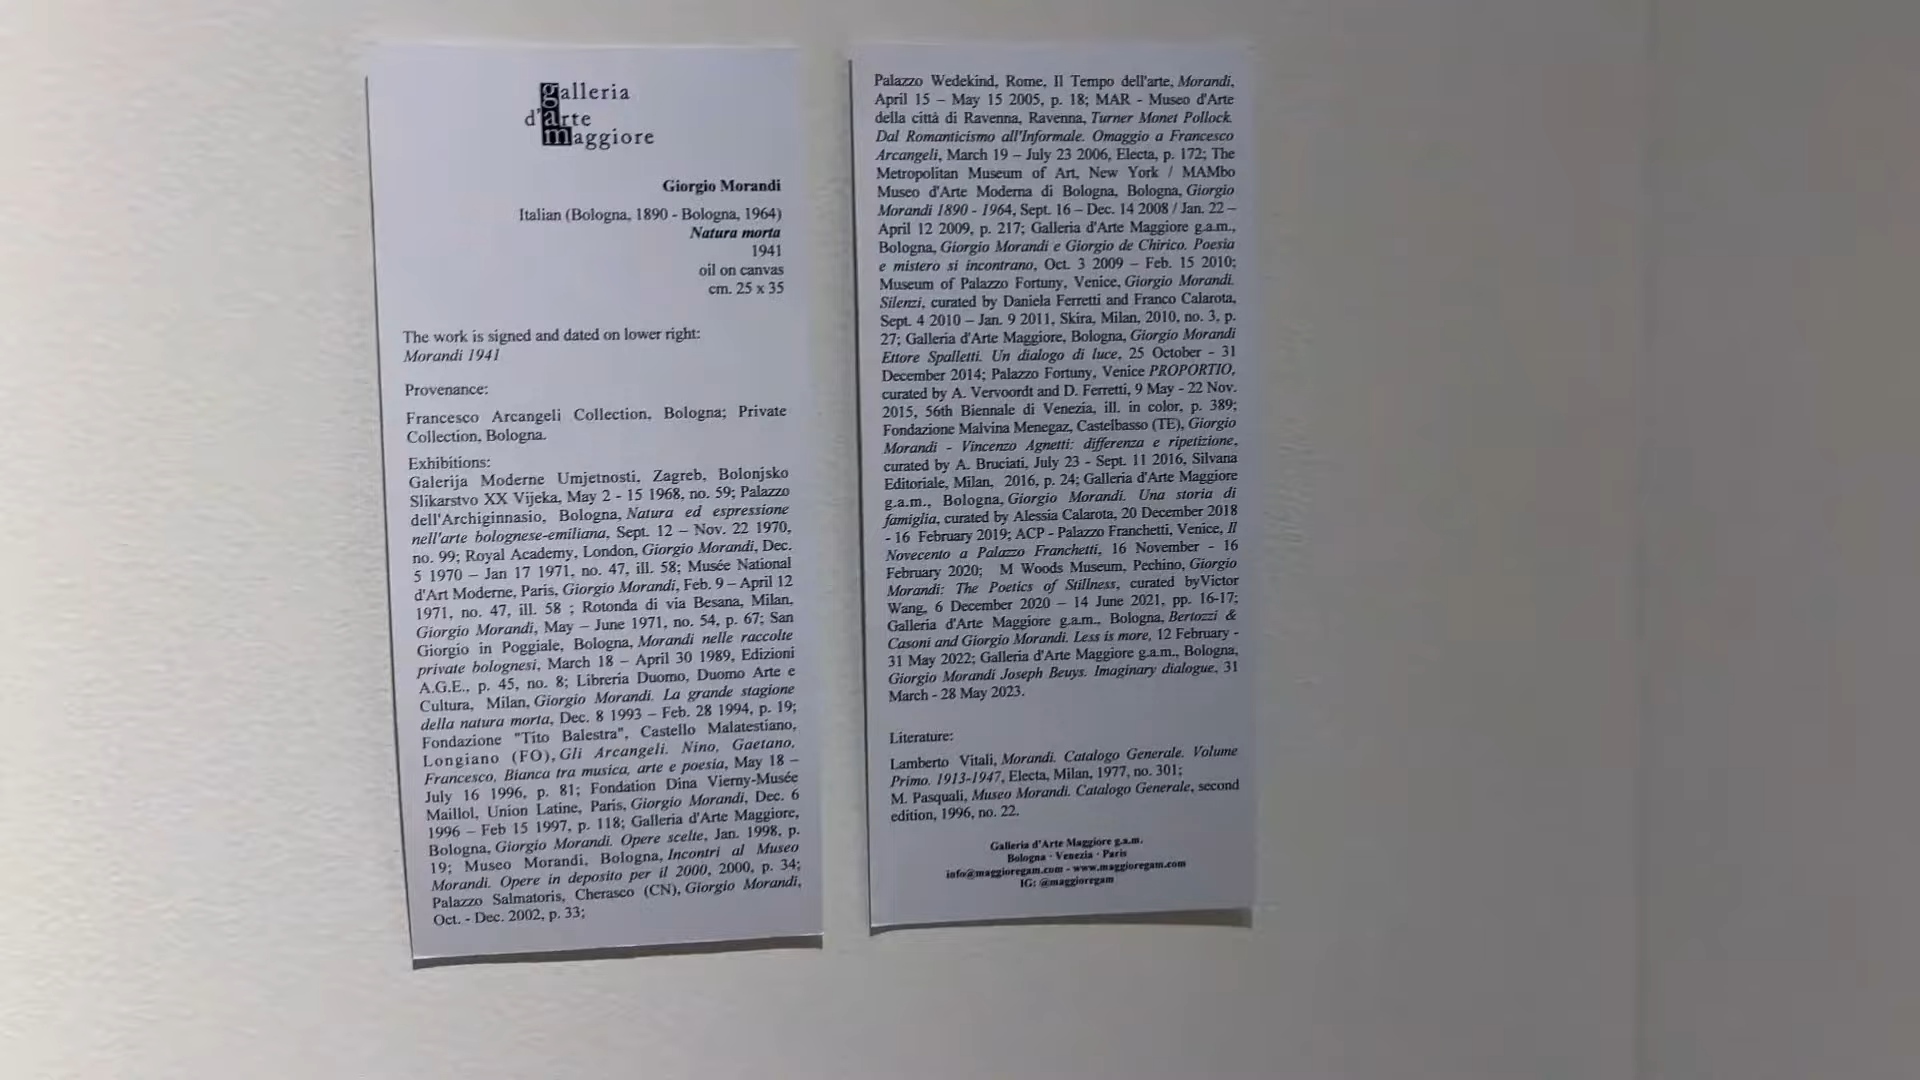 galleria
d'arte
maggiore
Giorgio Morandi
Italian (Bologna, 1890 - Bologna, 1964)
Natura morta
1941
oil on canvas
cm. 25 x 35
The work is signed and dated on lower right:
Morandi 1941
Provenance:
Francesco Arcangeli Collection, Bologna; Private
Collection, Bologna.
Exhibitions:
Galerija Moderne Umjetnosti, Zagreb, Bolonjsko
Slikarstvo XX Vijeka, May 2 - 15 1968, no. 59; Palazzo
dell'Archiginnasio, Bologna, Natura ed espressione
nell'arte bolognese-emiliana, Sept. 12 – Nov. 22 1970,
no. 99; Royal Academy, London, Giorgio Morandi, Dec.
5 1970 – Jan 17 1971, no. 47, ill. 58; Musée National
d'Art Moderne, Paris, Giorgio Morandi, Feb. 9 – April 12
1971, no. 47, ill. 58 ; Rotonda di via Besana, Milan,
Giorgio Morandi, May – June 1971, no. 54, p. 67; San
Giorgio in Poggiale, Bologna, Morandi nelle raccolte
private bolognesi, March 18 – April 30 1989, Edizioni
A.G.E., p. 45, no. 8; Libreria Duomo, Duomo Arte e
Cultura, Milan, Giorgio Morandi. La grande stagione
della natura morta, Dec. 8 1993 – Feb. 28 1994, p. 19;
Fondazione "Tito Balestra", Castello Malatestiano,
Longiano (FO), Gli Arcangeli. Nino, Gaetano,
Francesco, Bianca tra musica, arte e poesia, May 18 –
July 16 1996, p. 81; Fondation Dina Vierny-Musée
Maillol, Union Latine, Paris, Giorgio Morandi, Dec. 6
1996 – Feb 15 1997, p. 118; Galleria d'Arte Maggiore,
Bologna, Giorgio Morandi. Opere scelte, Jan. 1998, p.
19; Museo Morandi, Bologna, Incontri al Museo
Morandi. Opere in deposito per il 2000, 2000, p. 34;
Palazzo Salmatoris, Cherasco (CN), Giorgio Morandi,
Oct. - Dec. 2002, p. 33;
Palazzo Wedekind, Rome, Il Tempo dell'arte, Morandi,
April 15 – May 15 2005, p. 18; MAR - Museo d'Arte
della città di Ravenna, Ravenna, Turner Monet Pollock.
Dal Romanticismo all'Informale. Omaggio a Francesco
Arcangeli, March 19 – July 23 2006, Electa, p. 172; The
Metropolitan Museum of Art, New York / MAMbo
Museo d'Arte Moderna di Bologna, Bologna, Giorgio
Morandi 1890 - 1964, Sept. 16 – Dec. 14 2008 / Jan. 22 –
April 12 2009, p. 217; Galleria d'Arte Maggiore g.a.m.,
Bologna, Giorgio Morandi e Giorgio de Chirico. Poesia
e mistero si incontrano, Oct. 3 2009 – Feb. 15 2010;
Museum of Palazzo Fortuny, Venice, Giorgio Morandi.
Silenzi, curated by Daniela Ferretti and Franco Calarota,
Sept. 4 2010 – Jan. 9 2011, Skira, Milan, 2010, no. 3, p.
27; Galleria d'Arte Maggiore, Bologna, Giorgio Morandi
Ettore Spalletti. Un dialogo di luce, 25 October - 31
December 2014; Palazzo Fortuny, Venice PROPORTIO,
curated by A. Vervoordt and D. Ferretti, 9 May - 22 Nov.
2015, 56th Biennale di Venezia, ill. in color, p. 389;
Fondazione Malvina Menegaz, Castelbasso (TE), Giorgio
Morandi - Vincenzo Agnetti: differenza e ripetizione,
curated by A. Bruciati, July 23 - Sept. 11 2016, Silvana
Editoriale, Milan, 2016, p. 24; Galleria d'Arte Maggiore
g.a.m., Bologna, Giorgio Morandi. Una storia di
famiglia, curated by Alessia Calarota, 20 December 2018
- 16 February 2019; ACP - Palazzo Franchetti, Venice, Il
Novecento a Palazzo Franchetti, 16 November - 16
February 2020; M Woods Museum, Pechino, Giorgio
Morandi: The Poetics of Stillness, curated byVictor
Wang, 6 December 2020 – 14 June 2021, pp. 16-17;
Galleria d'Arte Maggiore g.a.m., Bologna, Bertozzi &
Casoni and Giorgio Morandi. Less is more, 12 February -
31 May 2022; Galleria d'Arte Maggiore g.a.m., Bologna,
Giorgio Morandi Joseph Beuys. Imaginary dialogue, 31
March - 28 May 2023.
Literature:
Lamberto Vitali, Morandi. Catalogo Generale. Volume
Primo. 1913-1947, Electa, Milan, 1977, no. 301;
M. Pasquali, Museo Morandi. Catalogo Generale, second
edition, 1996, no. 22.
Galleria d'Arte Maggiore g.a.m.
Bologna · Venezia · Paris
info@maggioregam.com - www.maggioregam.com
IG: @maggioregam